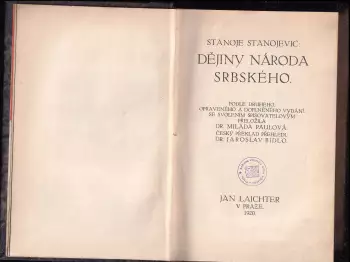 STANOJE STANOJEVIĆ:
DĚJINY NÁRODA
SRBSKÉHO.
PODLE DRUHÉHO,
OPRAVENÉHO A DOPLNĚNÉHO VYDÁNÍ
SE SVOLENÍM SPISOVATELOVÝM
PŘELOŽILA
DR. MILADA PAULOVÁ.
ČESKÝ PŘEKLAD PŘEHLÉDL
DR. JAROSLAV BIDLO.
JAN LAICHTER
V PRAZE.
1920.